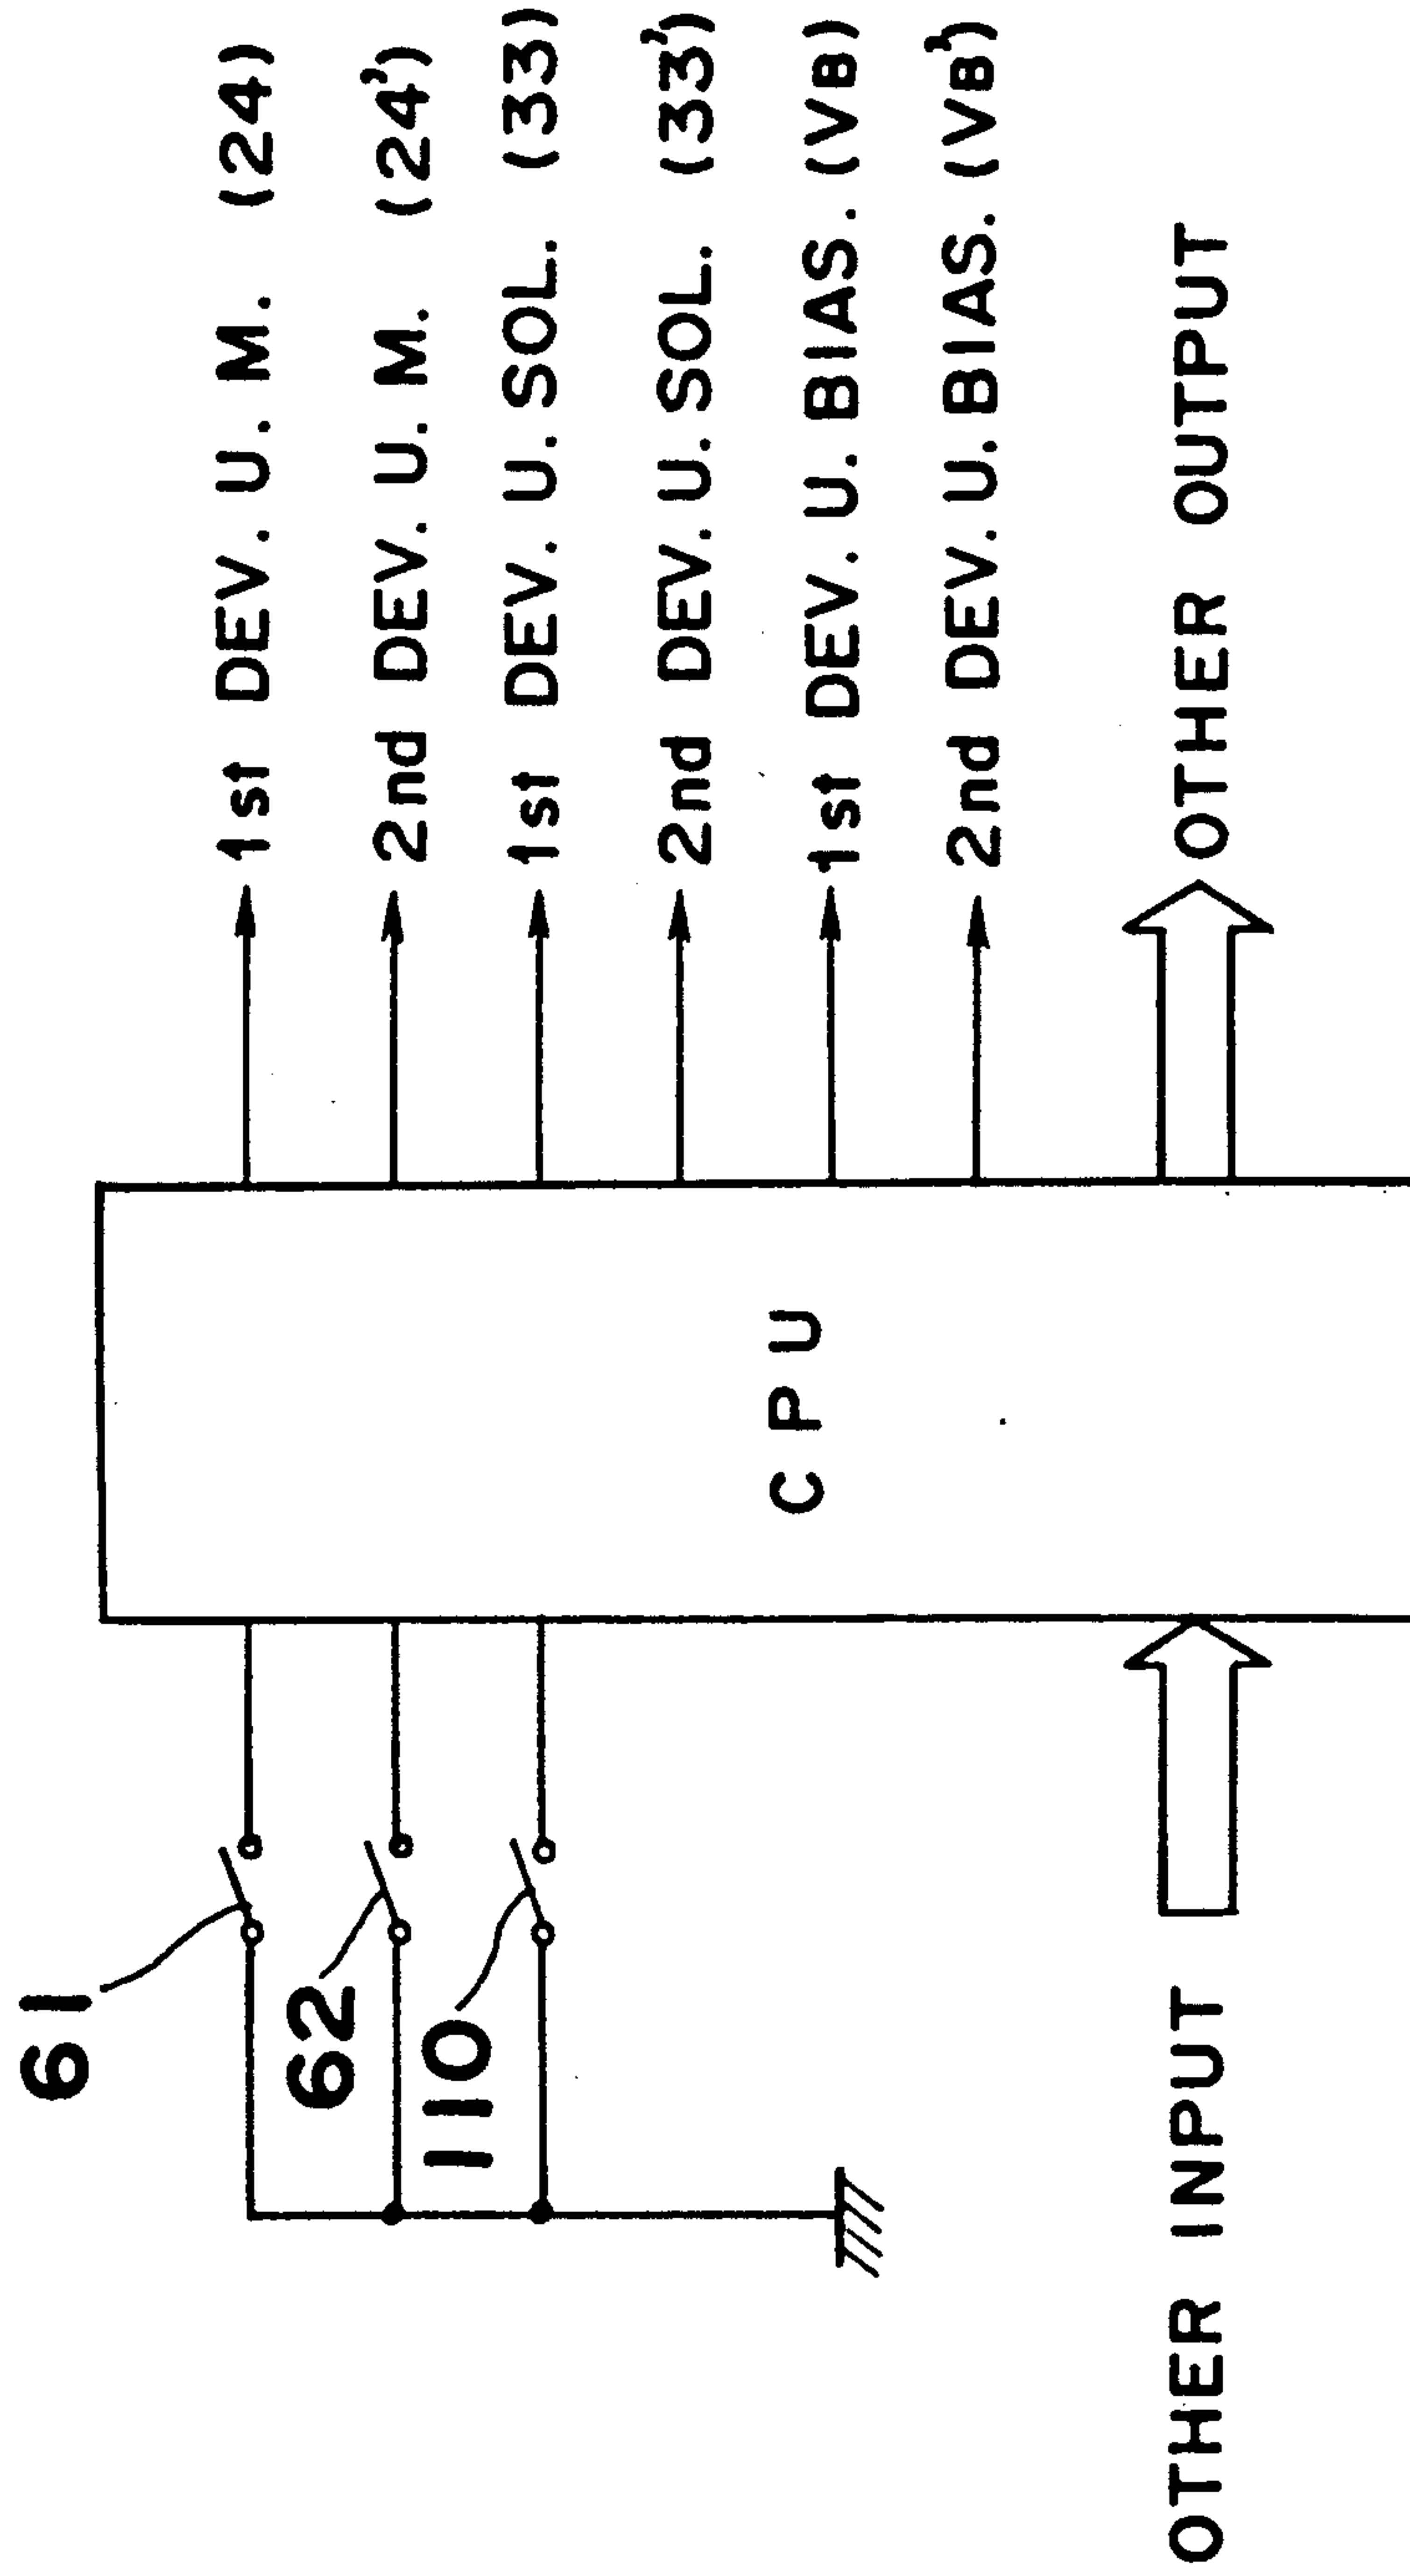 61
62
110
OTHER INPUT
CPU
1st DEV. U. M. (24)
2nd DEV. U. M. (24')
1st DEV. U. SOL. (33)
2nd DEV. U. SOL. (33')
1st DEV. U. BIAS. (VB)
2nd DEV. U. BIAS. (VB')
OTHER OUTPUT